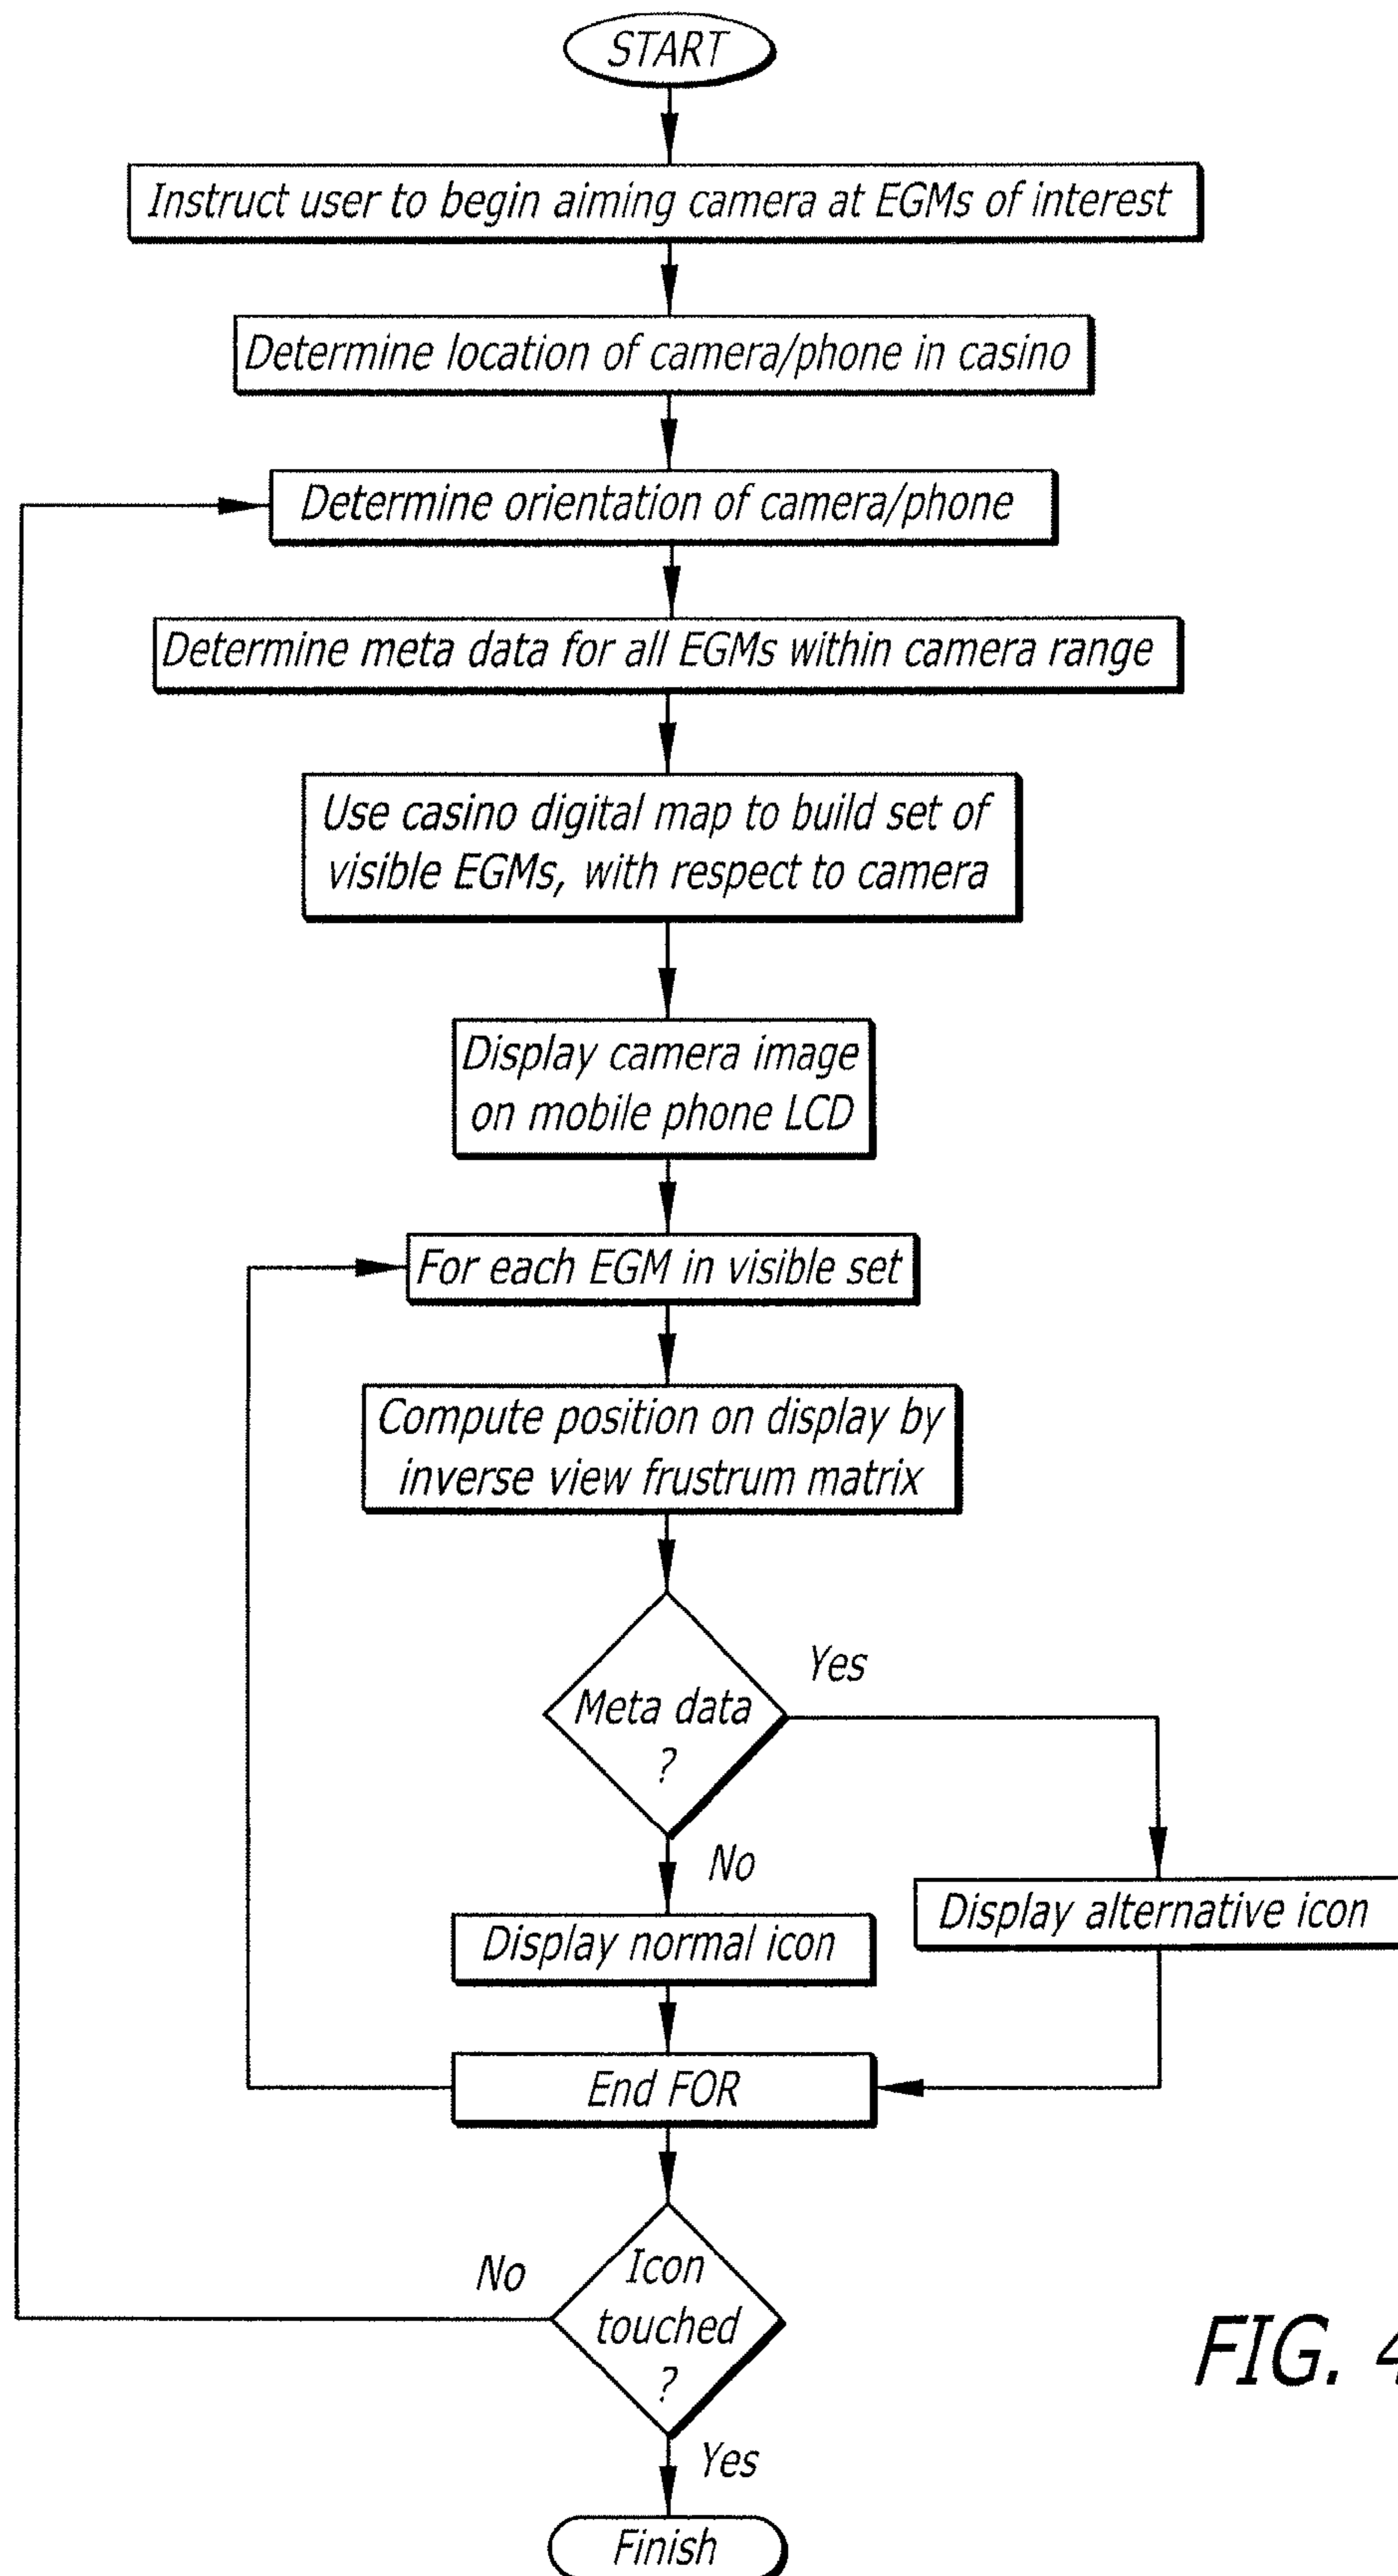 START
Instruct user to begin aiming camera at EGMs of interest
Determine location of camera/phone in casino
Determine orientation of camera/phone
Determine meta data for all EGMs within camera range
Use casino digital map to build set of
visible EGMs, with respect to camera
Display camera image
on mobile phone LCD
For each EGM in visible set
Compute position on display by
inverse view frustrum matrix
Yes
Meta data
?
No
Display normal icon
Display alternative icon
End FOR
No
Icon
touched
?
Yes
Finish
FIG. 4